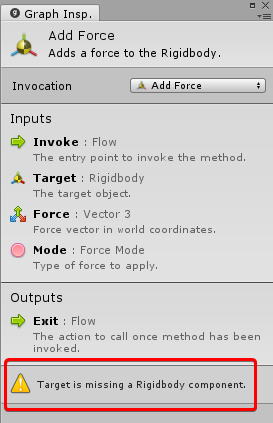 Graph Insp.
Add Force
Adds a force to the Rigidbody.
Invocation
Add Force
Inputs
Invoke : Flow
The entry point to invoke the method.
Target : Rigidbody
The target object.
Force : Vector 3
Force vector in world coordinates.
Mode : Force Mode
Type of force to apply.
Outputs
Exit : Flow
The action to call once method has been
invoked.
Target is missing a Rigidbody component.